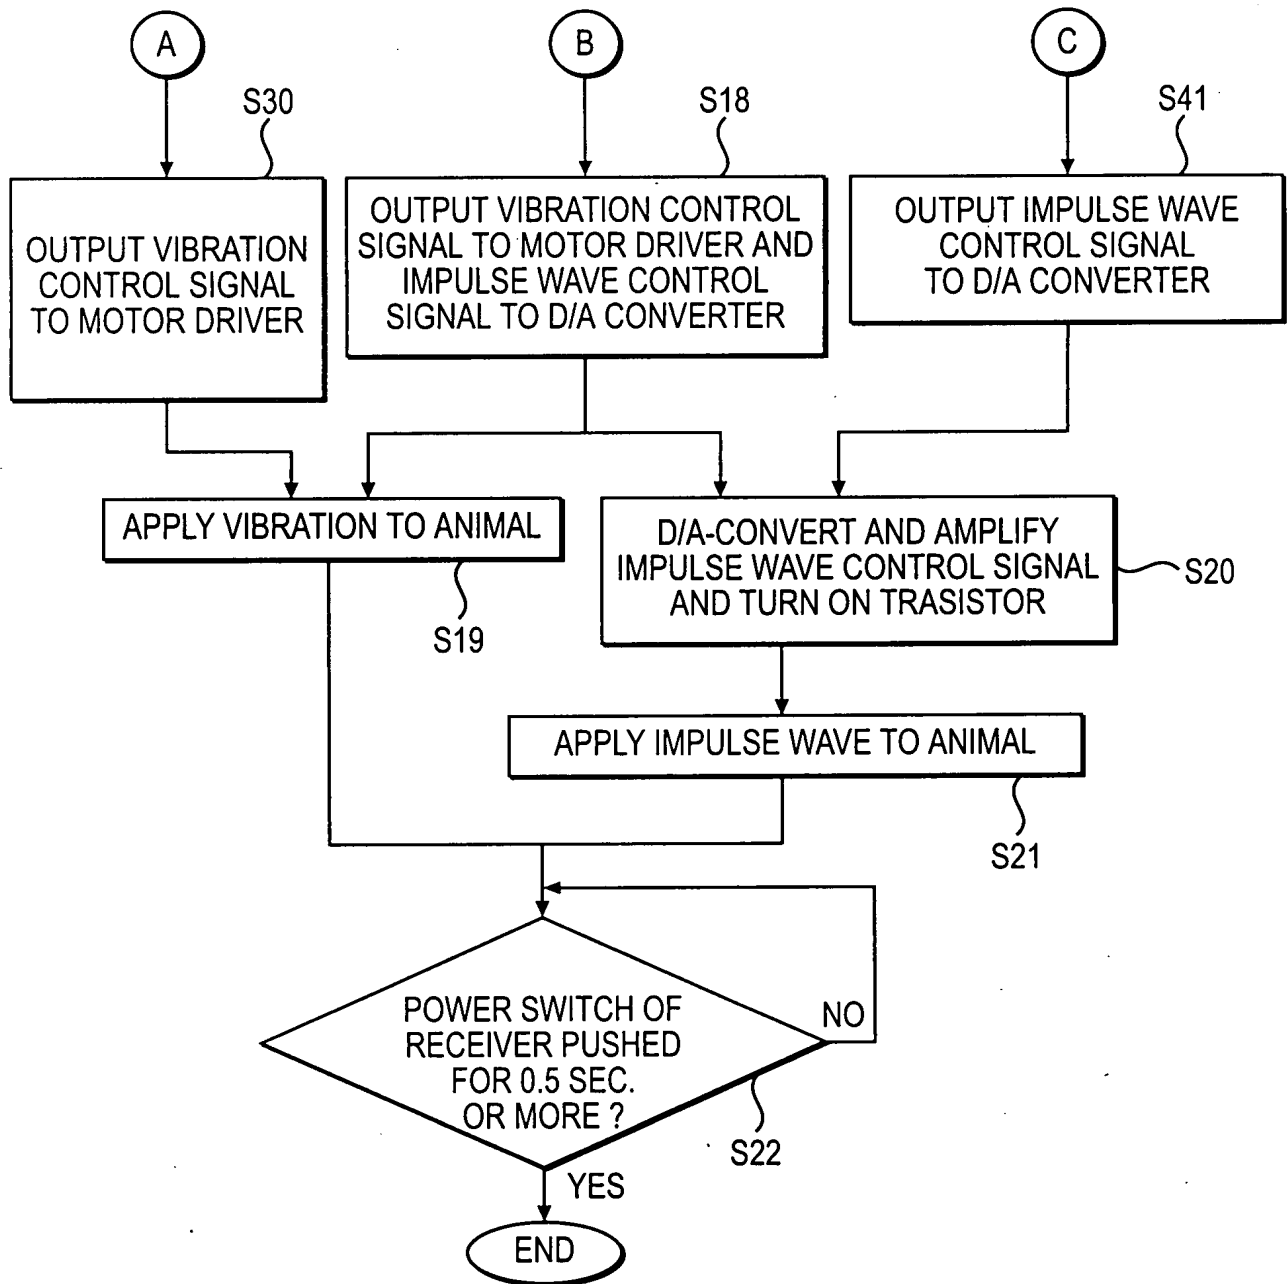 A
B
C
S30
S18
S41
OUTPUT VIBRATION
CONTROL SIGNAL
TO MOTOR DRIVER
OUTPUT VIBRATION CONTROL
SIGNAL TO MOTOR DRIVER AND
IMPULSE WAVE CONTROL
SIGNAL TO D/A CONVERTER
OUTPUT IMPULSE WAVE
CONTROL SIGNAL
TO D/A CONVERTER
APPLY VIBRATION TO ANIMAL
S19
D/A-CONVERT AND AMPLIFY
IMPULSE WAVE CONTROL SIGNAL
AND TURN ON TRASISTOR
S20
APPLY IMPULSE WAVE TO ANIMAL
S21
POWER SWITCH OF
RECEIVER PUSHED
FOR 0.5 SEC.
OR MORE ?
NO
S22
YES
END